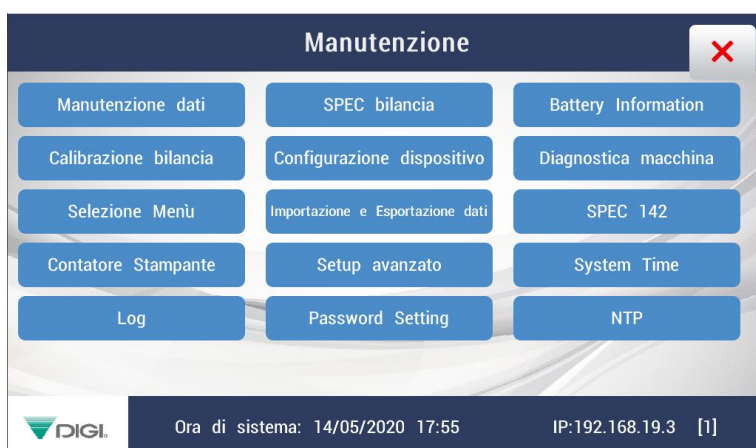 Manutenzione
Manutenzione dati SPEC bilancia Battery Information
Calibrazione bilancia Configurazione dispositivo Diagnostica macchina
Selezione Menù Importazione e Esportazione dati SPEC 142
Contatore Stampante Setup avanzato System Time
Log Password Setting NTP
DIGI. Ora di sistema: 14/05/2020 17:55 IP:192.168.19.3 [1]